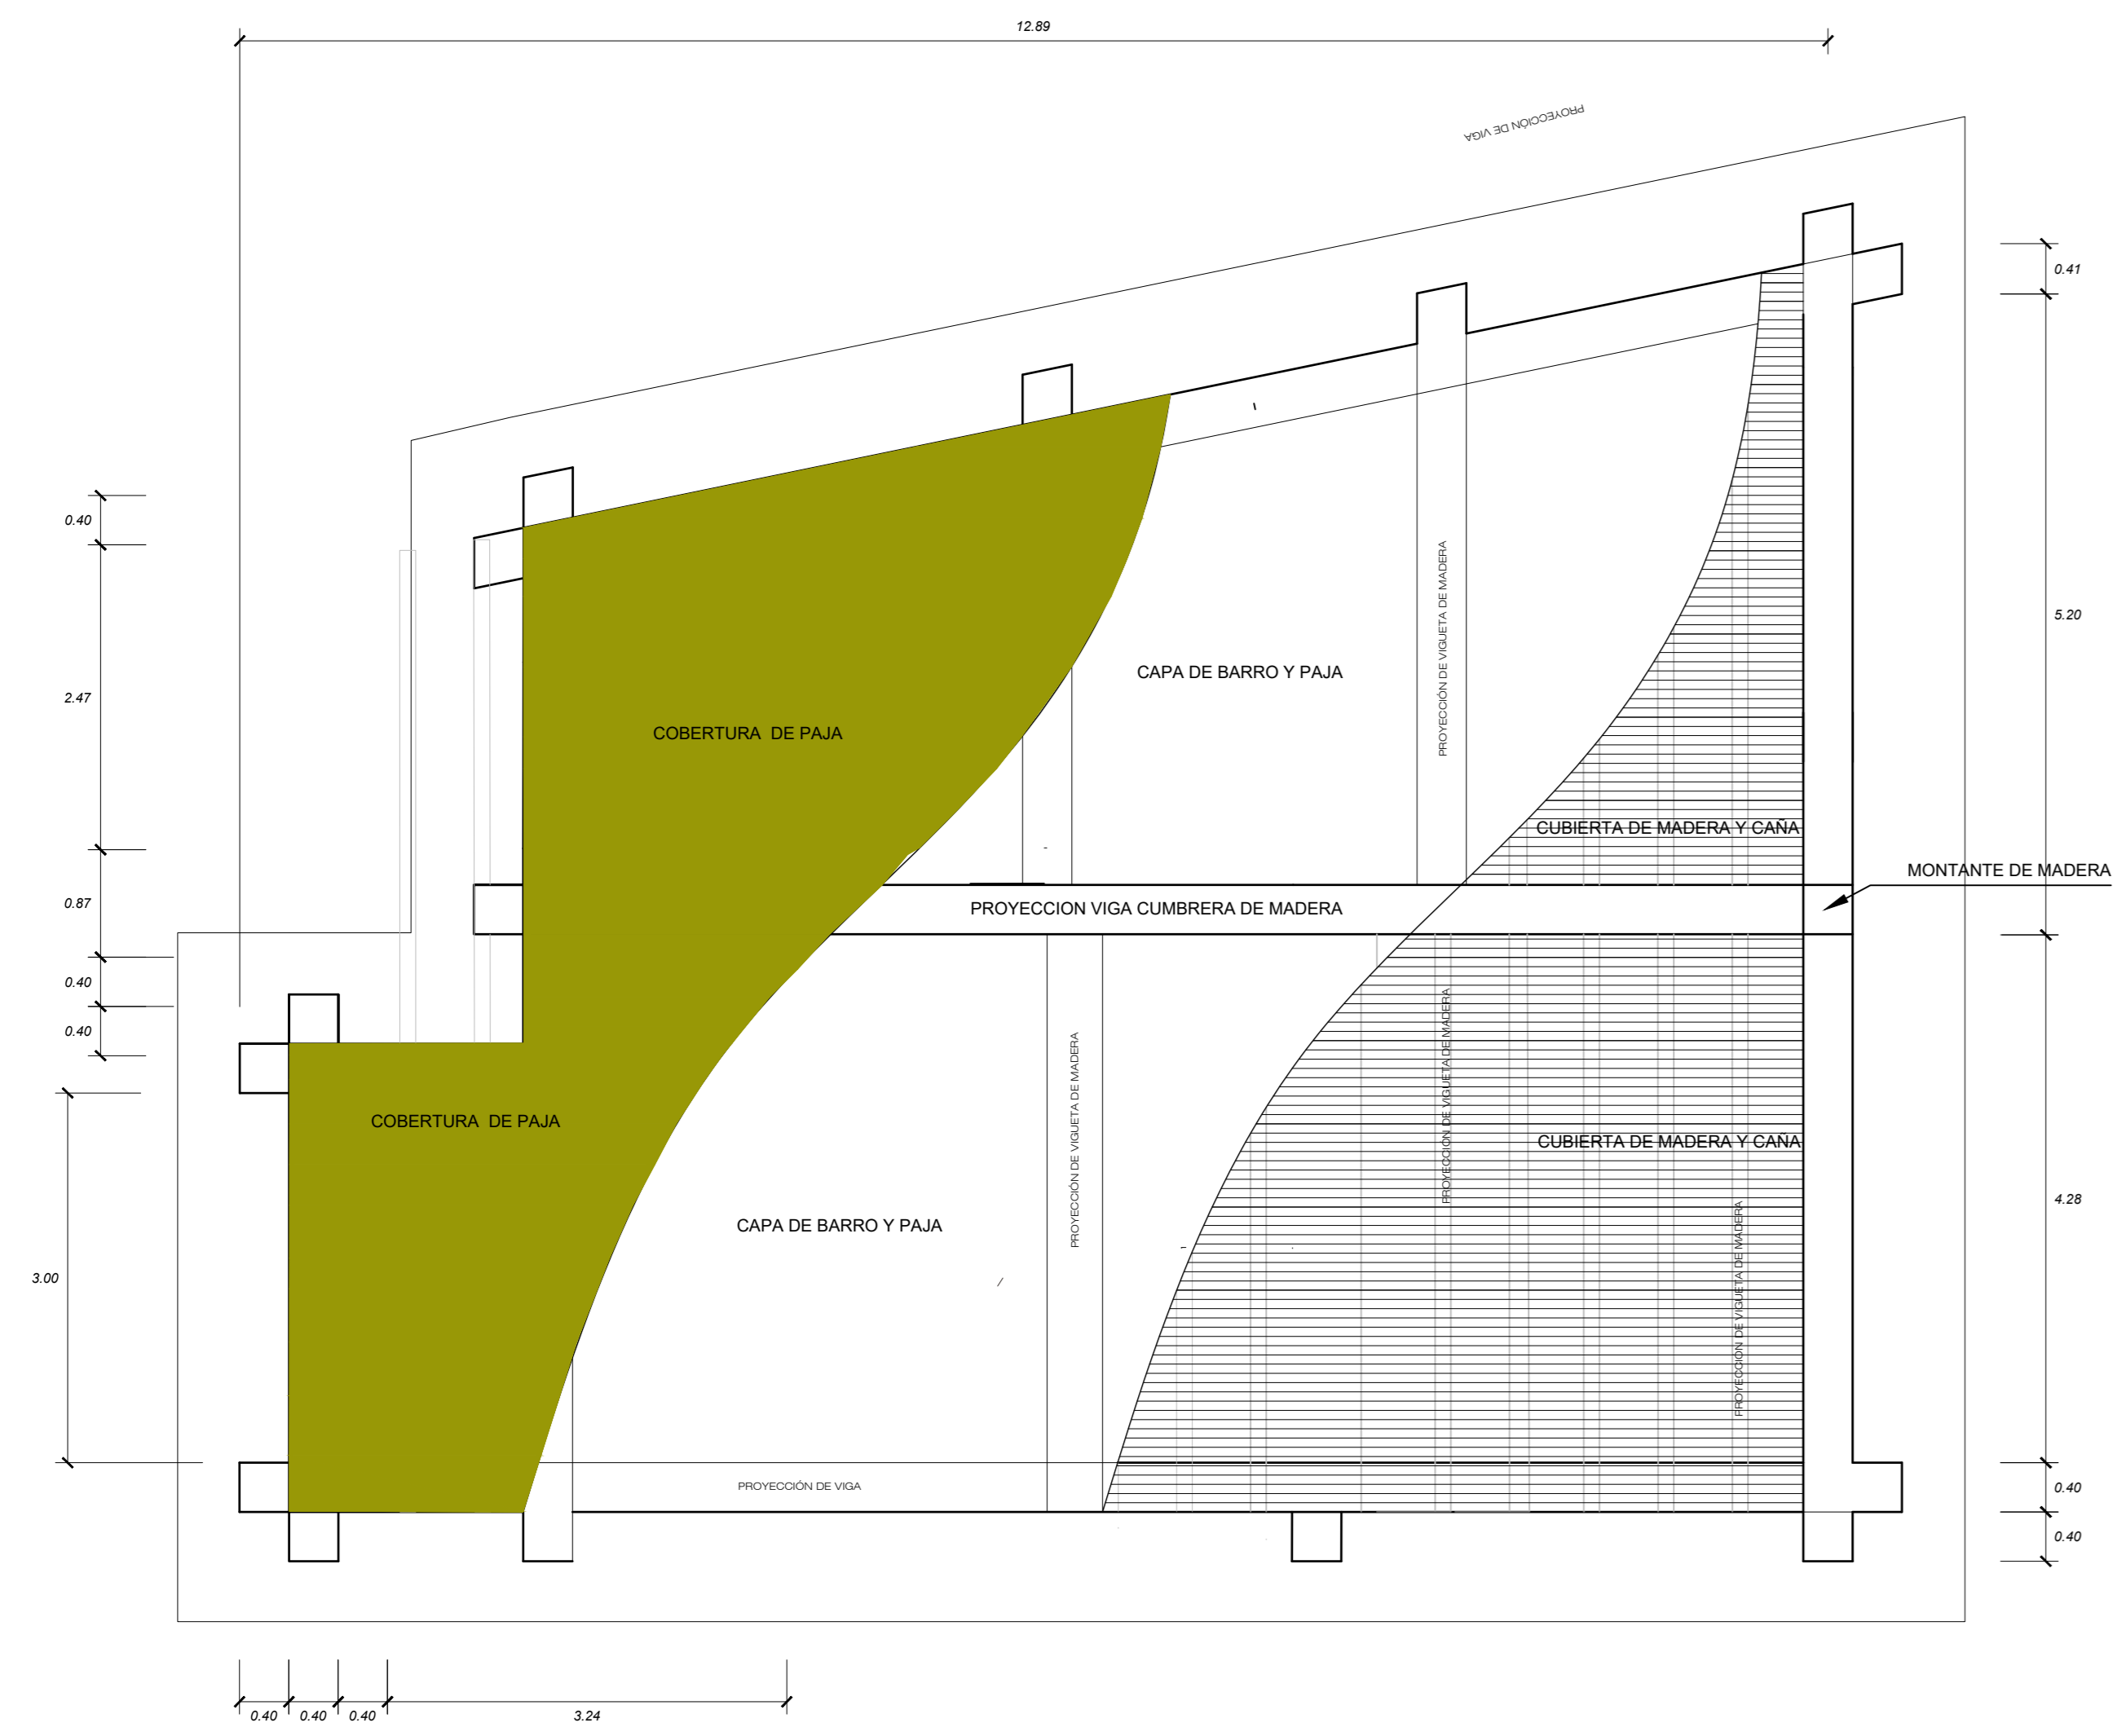 12.89
PROYECCIÓN DE VIGA
0.41
0.40
5.20
2.47
PROYECCIÓN DE VIGUETA DE MADERA
CAPA DE BARRO Y PAJA
COBERTURA DE PAJA
CUBIERTA DE MADERA Y CAÑA
MONTANTE DE MADERA
0.87
PROYECCION VIGA CUMBRERA DE MADERA
0.40
0.40
PROYECCIÓN DE VIGUETA DE MADERA
PROYECCIÓN DE VIGUETA DE MADERA
COBERTURA DE PAJA
CUBIERTA DE MADERA Y CAÑA
4.28
CAPA DE BARRO Y PAJA
3.00
PROYECCIÓN DE VIGUETA DE MADERA
PROYECCIÓN DE VIGA
0.40
0.40
0.40
0.40
0.40
3.24